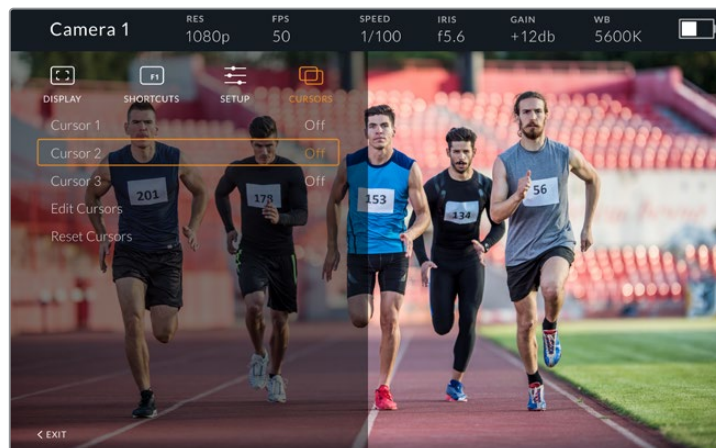 Camera 1
RES
1080p
FPS
50
SPEED
1/100
IRIS
f5.6
GAIN
+12db
WB
5600K
DISPLAY
F1
SHORTCUTS
SETUP
CURSORS
Cursor 1 Off
Cursor 2 Off
Cursor 3 Off
Edit Cursors
Reset Cursors
201
178
153
134
56
< EXIT